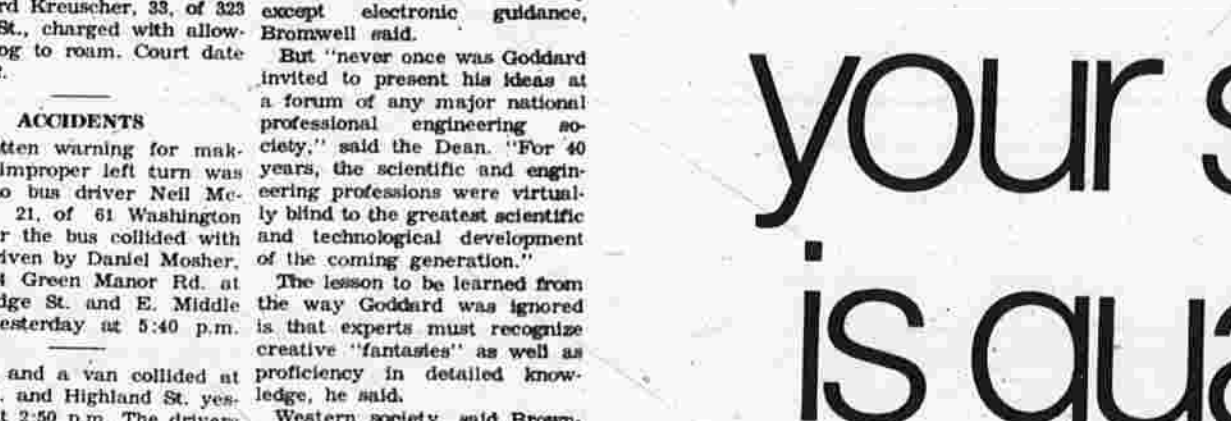 rd Kreuscher, 33, of 323
St., charged with allow-
og to roam. Court date
ACCIDENTS
tten warning for mak-
improper left turn was
o bus driver Neil Mc-
21, of 61 Washington
r the bus collided with
iven by Daniel Mosher,
4 Green Manor Rd. at
dge St. and E. Middle
esterday at 5:40 p.m.
and a van collided at
. and Highland St. yes-
t 2:50 p.m. The drivers
except electronic guidance,
Bromwell said.
But "never once was Goddard
invited to present his ideas at
a forum of any major national
professional engineering so-
ciety," said the Dean. "For 40
years, the scientific and engin-
eering professions were virtual-
ly blind to the greatest scientific
and technological development
of the coming generation."
The lesson to be learned from
the way Goddard was ignored
is that experts must recognize
creative "fantasies" as well as
proficiency in detailed know-
ledge, he said.
Western society, said Brom-
your s
is qua